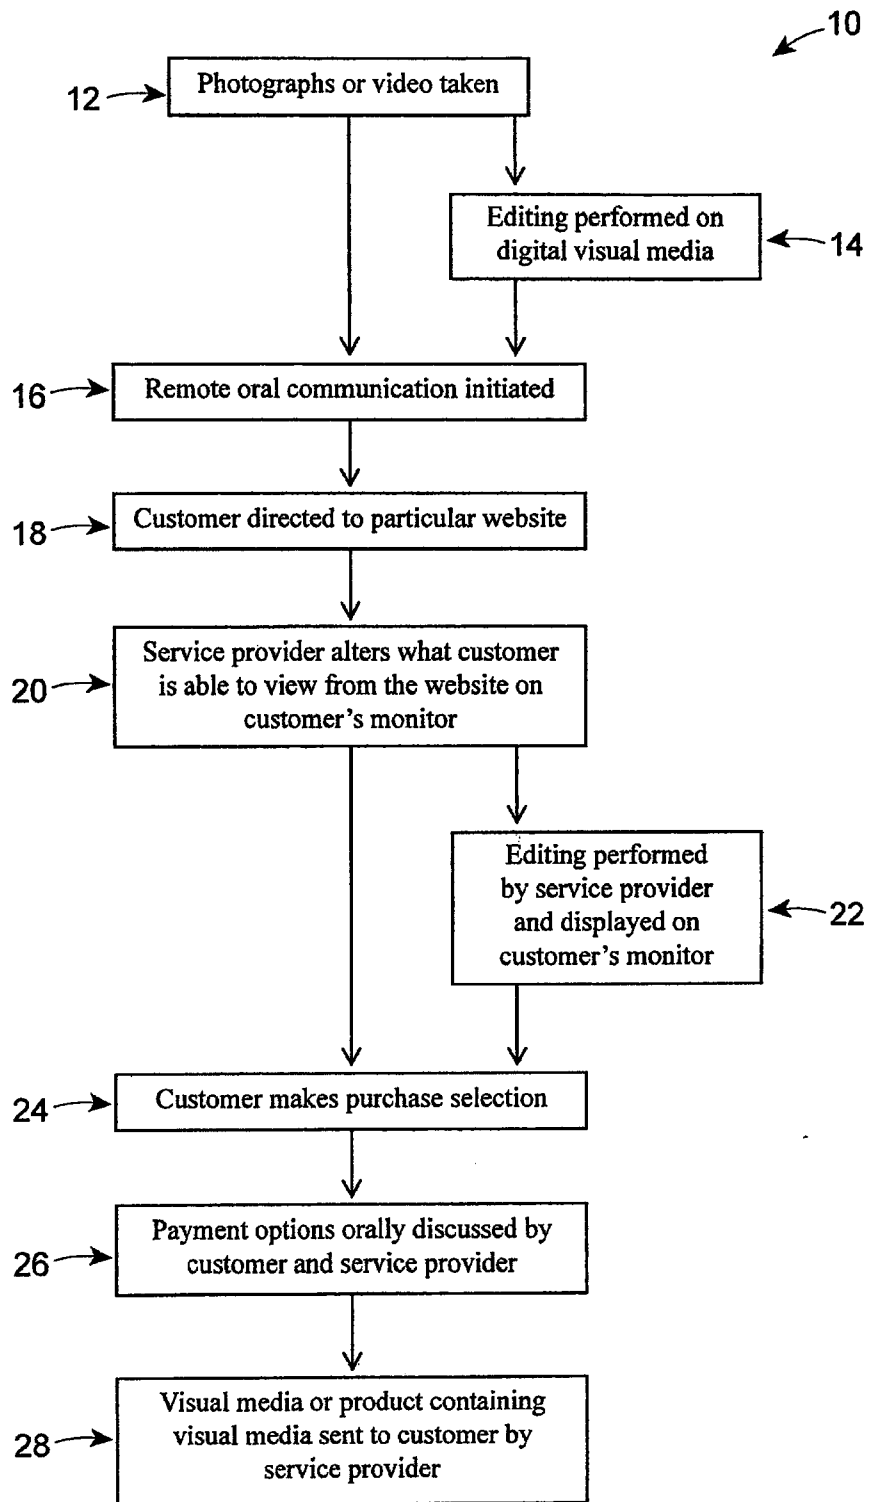 10
Photographs or video taken
12
Editing performed on
digital visual media
14
Remote oral communication initiated
16
Customer directed to particular website
18
Service provider alters what customer
is able to view from the website on
customer's monitor
20
Editing performed
by service provider
and displayed on
customer's monitor
22
Customer makes purchase selection
24
Payment options orally discussed by
customer and service provider
26
Visual media or product containing
visual media sent to customer by
service provider
28